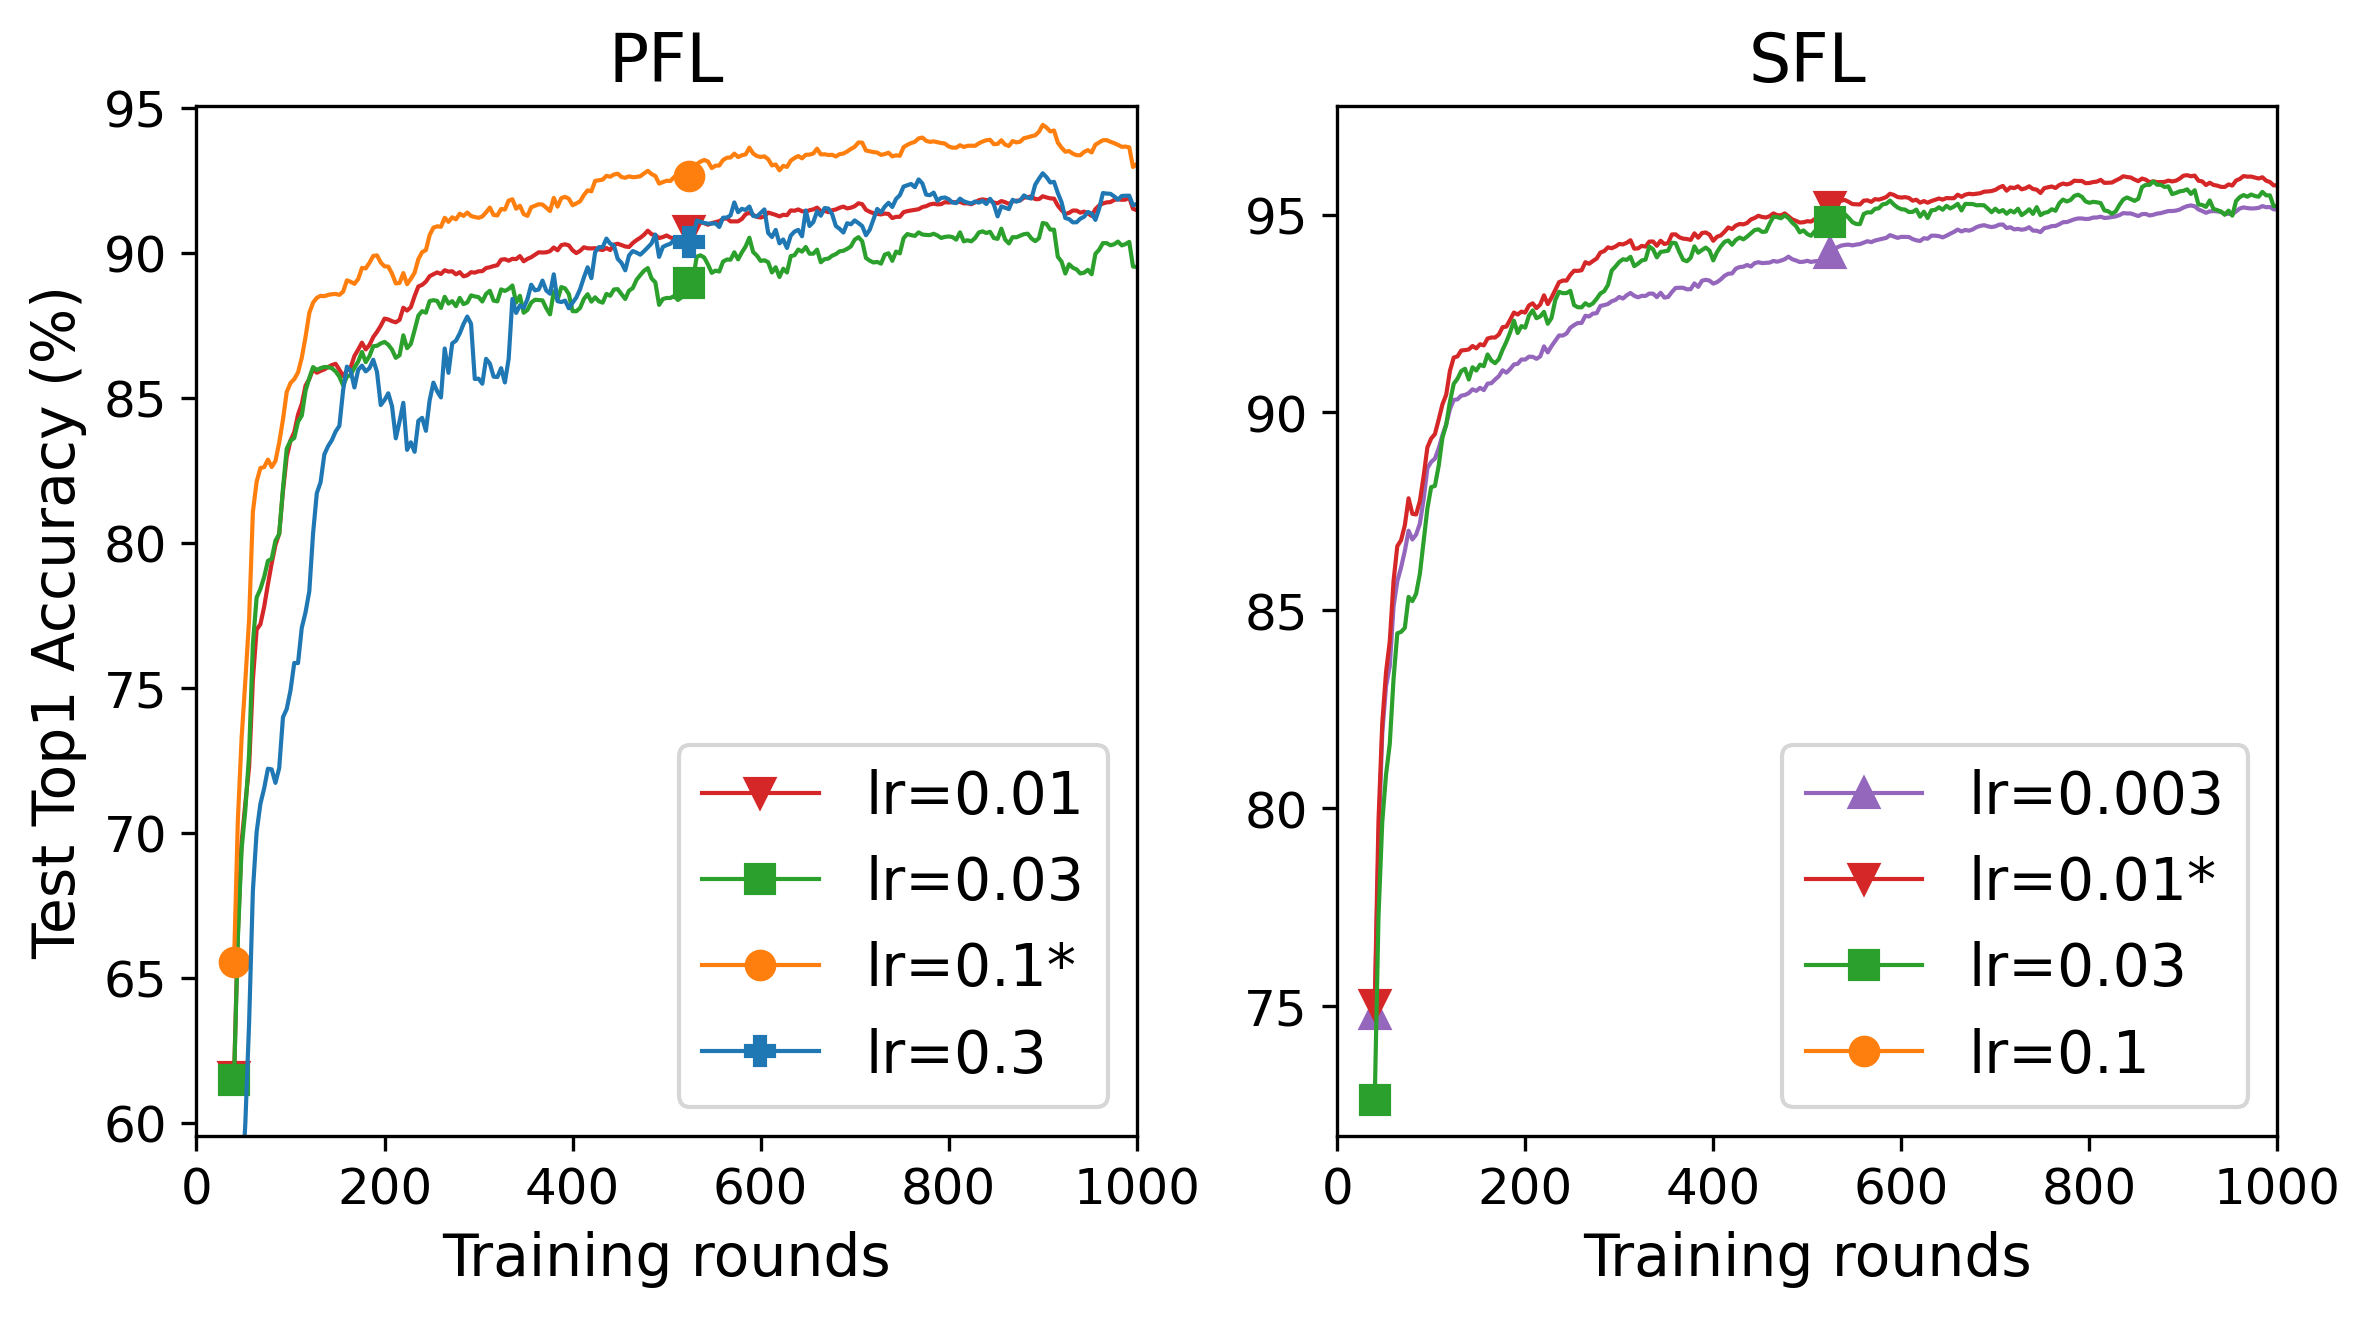 PFL
95
90
85
80
75
70
65
60
Test Top1 Accuracy (%)
0 200 400 600 800 1000
Training rounds
lr=0.01
lr=0.03
lr=0.1*
lr=0.3
SFL
95
90
85
80
75
0 200 400 600 800 1000
Training rounds
lr=0.003
lr=0.01*
lr=0.03
lr=0.1